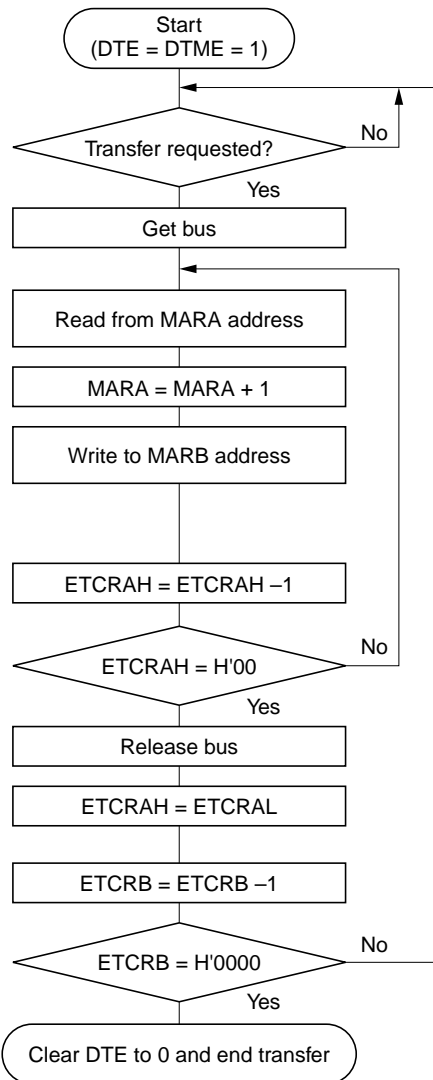 Start
(DTE = DTME = 1)
Transfer requested?
No
Yes
Get bus
Read from MARA address
MARA = MARA + 1
Write to MARB address
ETCRAH = ETCRAH –1
ETCRAH = H'00
No
Yes
Release bus
ETCRAH = ETCRAL
ETCRB = ETCRB –1
ETCRB = H'0000
No
Yes
Clear DTE to 0 and end transfer